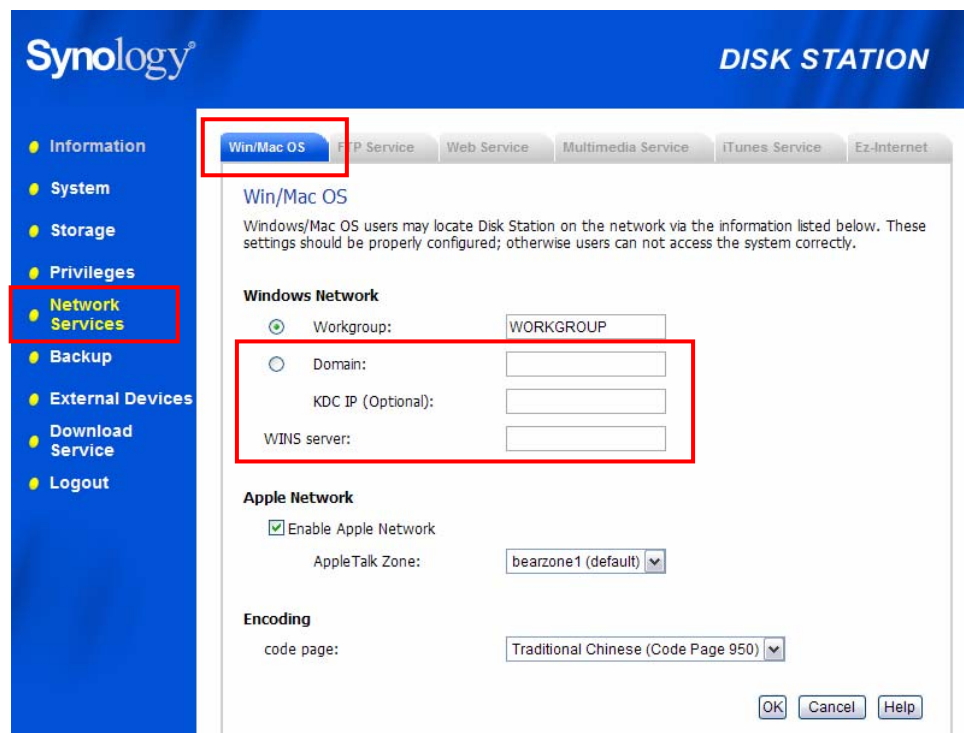 Synology®
DISK STATION
Information
System
Storage
Privileges
Network
Services
Backup
External Devices
Download
Service
Logout
Win/Mac OS FTP Service Web Service Multimedia Service iTunes Service Ez-Internet
Win/Mac OS
Windows/Mac OS users may locate Disk Station on the network via the information listed below. These
settings should be properly configured; otherwise users can not access the system correctly.
Windows Network
Workgroup: WORKGROUP
Domain:
KDC IP (Optional):
WINS server:
Apple Network
Enable Apple Network
AppleTalk Zone: bearzone1 (default)
Encoding
code page: Traditional Chinese (Code Page 950)
OK Cancel Help